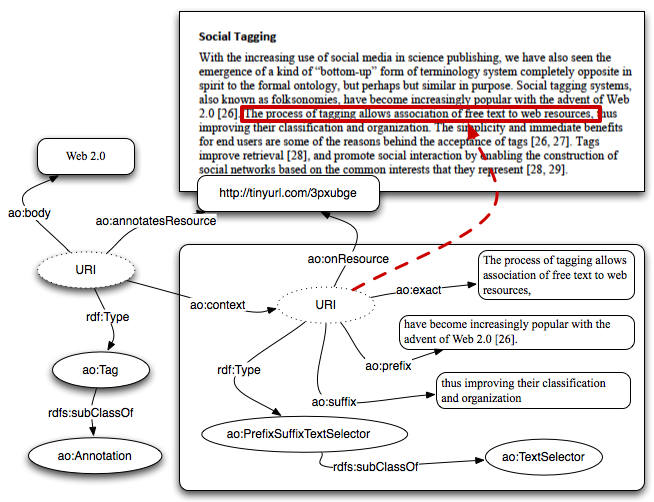 Social Tagging
With the increasing use of social media in science publishing, we have also seen the
emergence of a kind of “bottom-up” form of terminology system completely opposite in
spirit to the formal ontology, but perhaps but similar in purpose. Social tagging systems,
also known as folksonomies, have become increasingly popular with the advent of Web
2.0 [26]. The process of tagging allows association of free text to web resources, thus
improving their classification and organization. The simplicity and immediate benefits
for end users are some of the reasons behind the acceptance of tags [26, 27]. Tags
improve retrieval [28], and promote social interaction by enabling the construction of
social networks based on the common interests that they represent [28, 29].
Web 2.0
http://tinyurl.com/3pxubge
ao:body
ao:annotatesResource
ao:onResource
URI
The process of tagging allows
association of free text to web
resources,
ao:exact
ao:context
URI
rdf:Type
have become increasingly popular with the
advent of Web 2.0 [26].
ao:prefix
ao:Tag
rdf:Type
thus improving their classification
and organization
ao:suffix
rdfs:subClassOf
ao:PrefixSuffixTextSelector
ao:Annotation
rdfs:subClassOf
ao:TextSelector